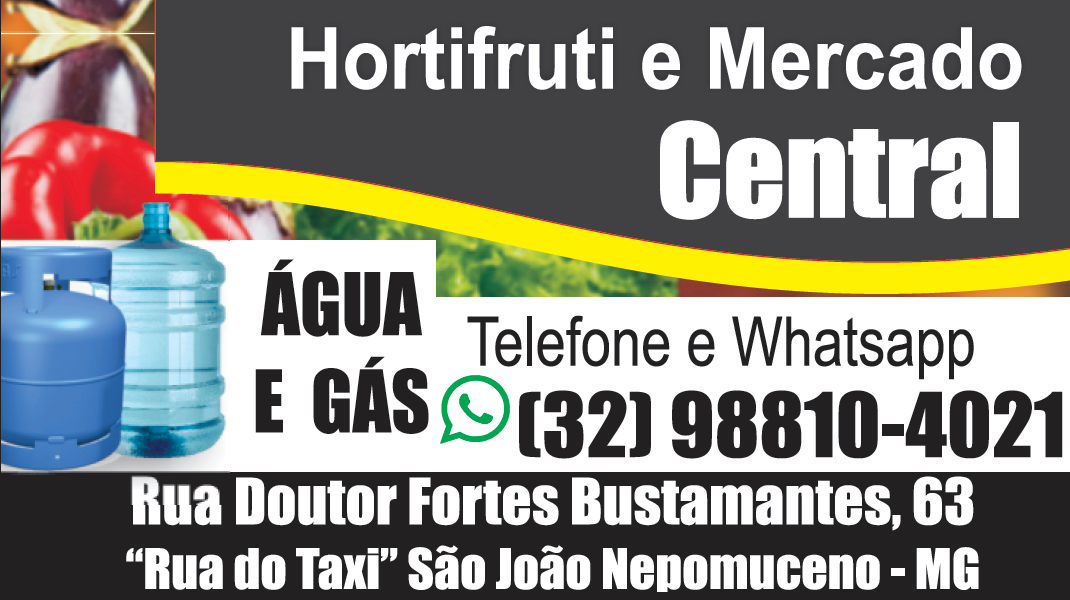 Hortifruti e Mercado
Central
ÁGUA
E GÁS
Telefone e Whatsapp
(32) 98810-4021
Rua Doutor Fortes Bustamantes, 63
“Rua do Taxi” São João Nepomuceno - MG